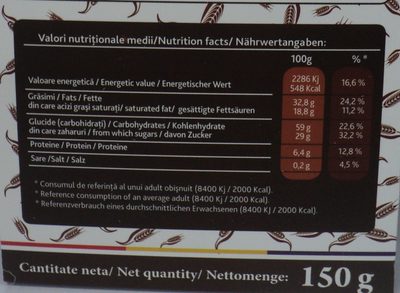 Valori nutriționale medii/Nutrition facts/ Nährwertangaben:
100g % *
Valoare energetică / Energetic value / Energetischer Wert 2286 Kj 548 Kcal 16,6 %
Grăsimi / Fats / Fette 32,8 g 24,2 %
din care acizi grași saturați/ saturated fat/ gesättigte Fettsäuren 18,8 g 11,2 %
Glucide (carbohidrați) / Carbohydrates / Kohlenhydrate 59 g 22,6 %
din care zaharuri / from which sugars / davon Zucker 29 g 32,2 %
Proteine / Protein / Proteine 6,4 g 12,8 %
Sare /Salt / Salz 0,2 g 4,5 %
* Consumul de referință al unui adult obișnuit (8400 Kj / 2000 Kcal).
* Reference consumption of an average adult (8400 Kj / 2000 Kcal).
* Referenzverbrauch eines durchschnittlichen Erwachsenen (8400 Kj / 2000 Kcal).
Cantitate neta/ Net quantity/ Nettomenge: 150 g